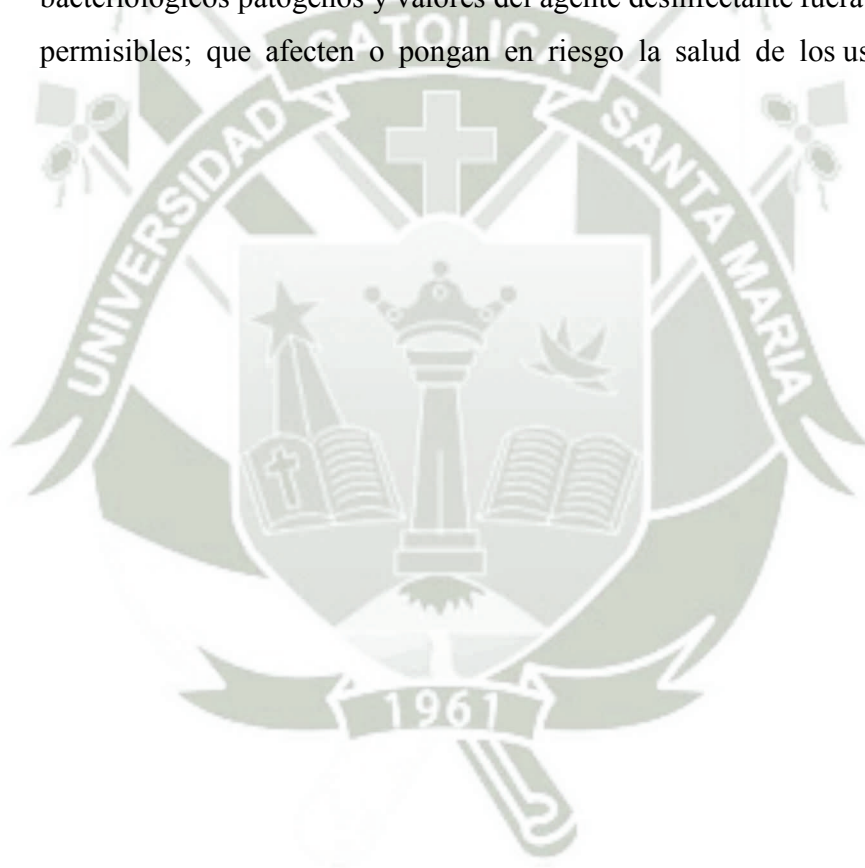 bacteriológicos patógenos y valores del agente desinfectante fuera
permisibles; que afecten o pongan en riesgo la salud de los us
UNIVERSIDAD CATOLICA SANTA MARIA
1961